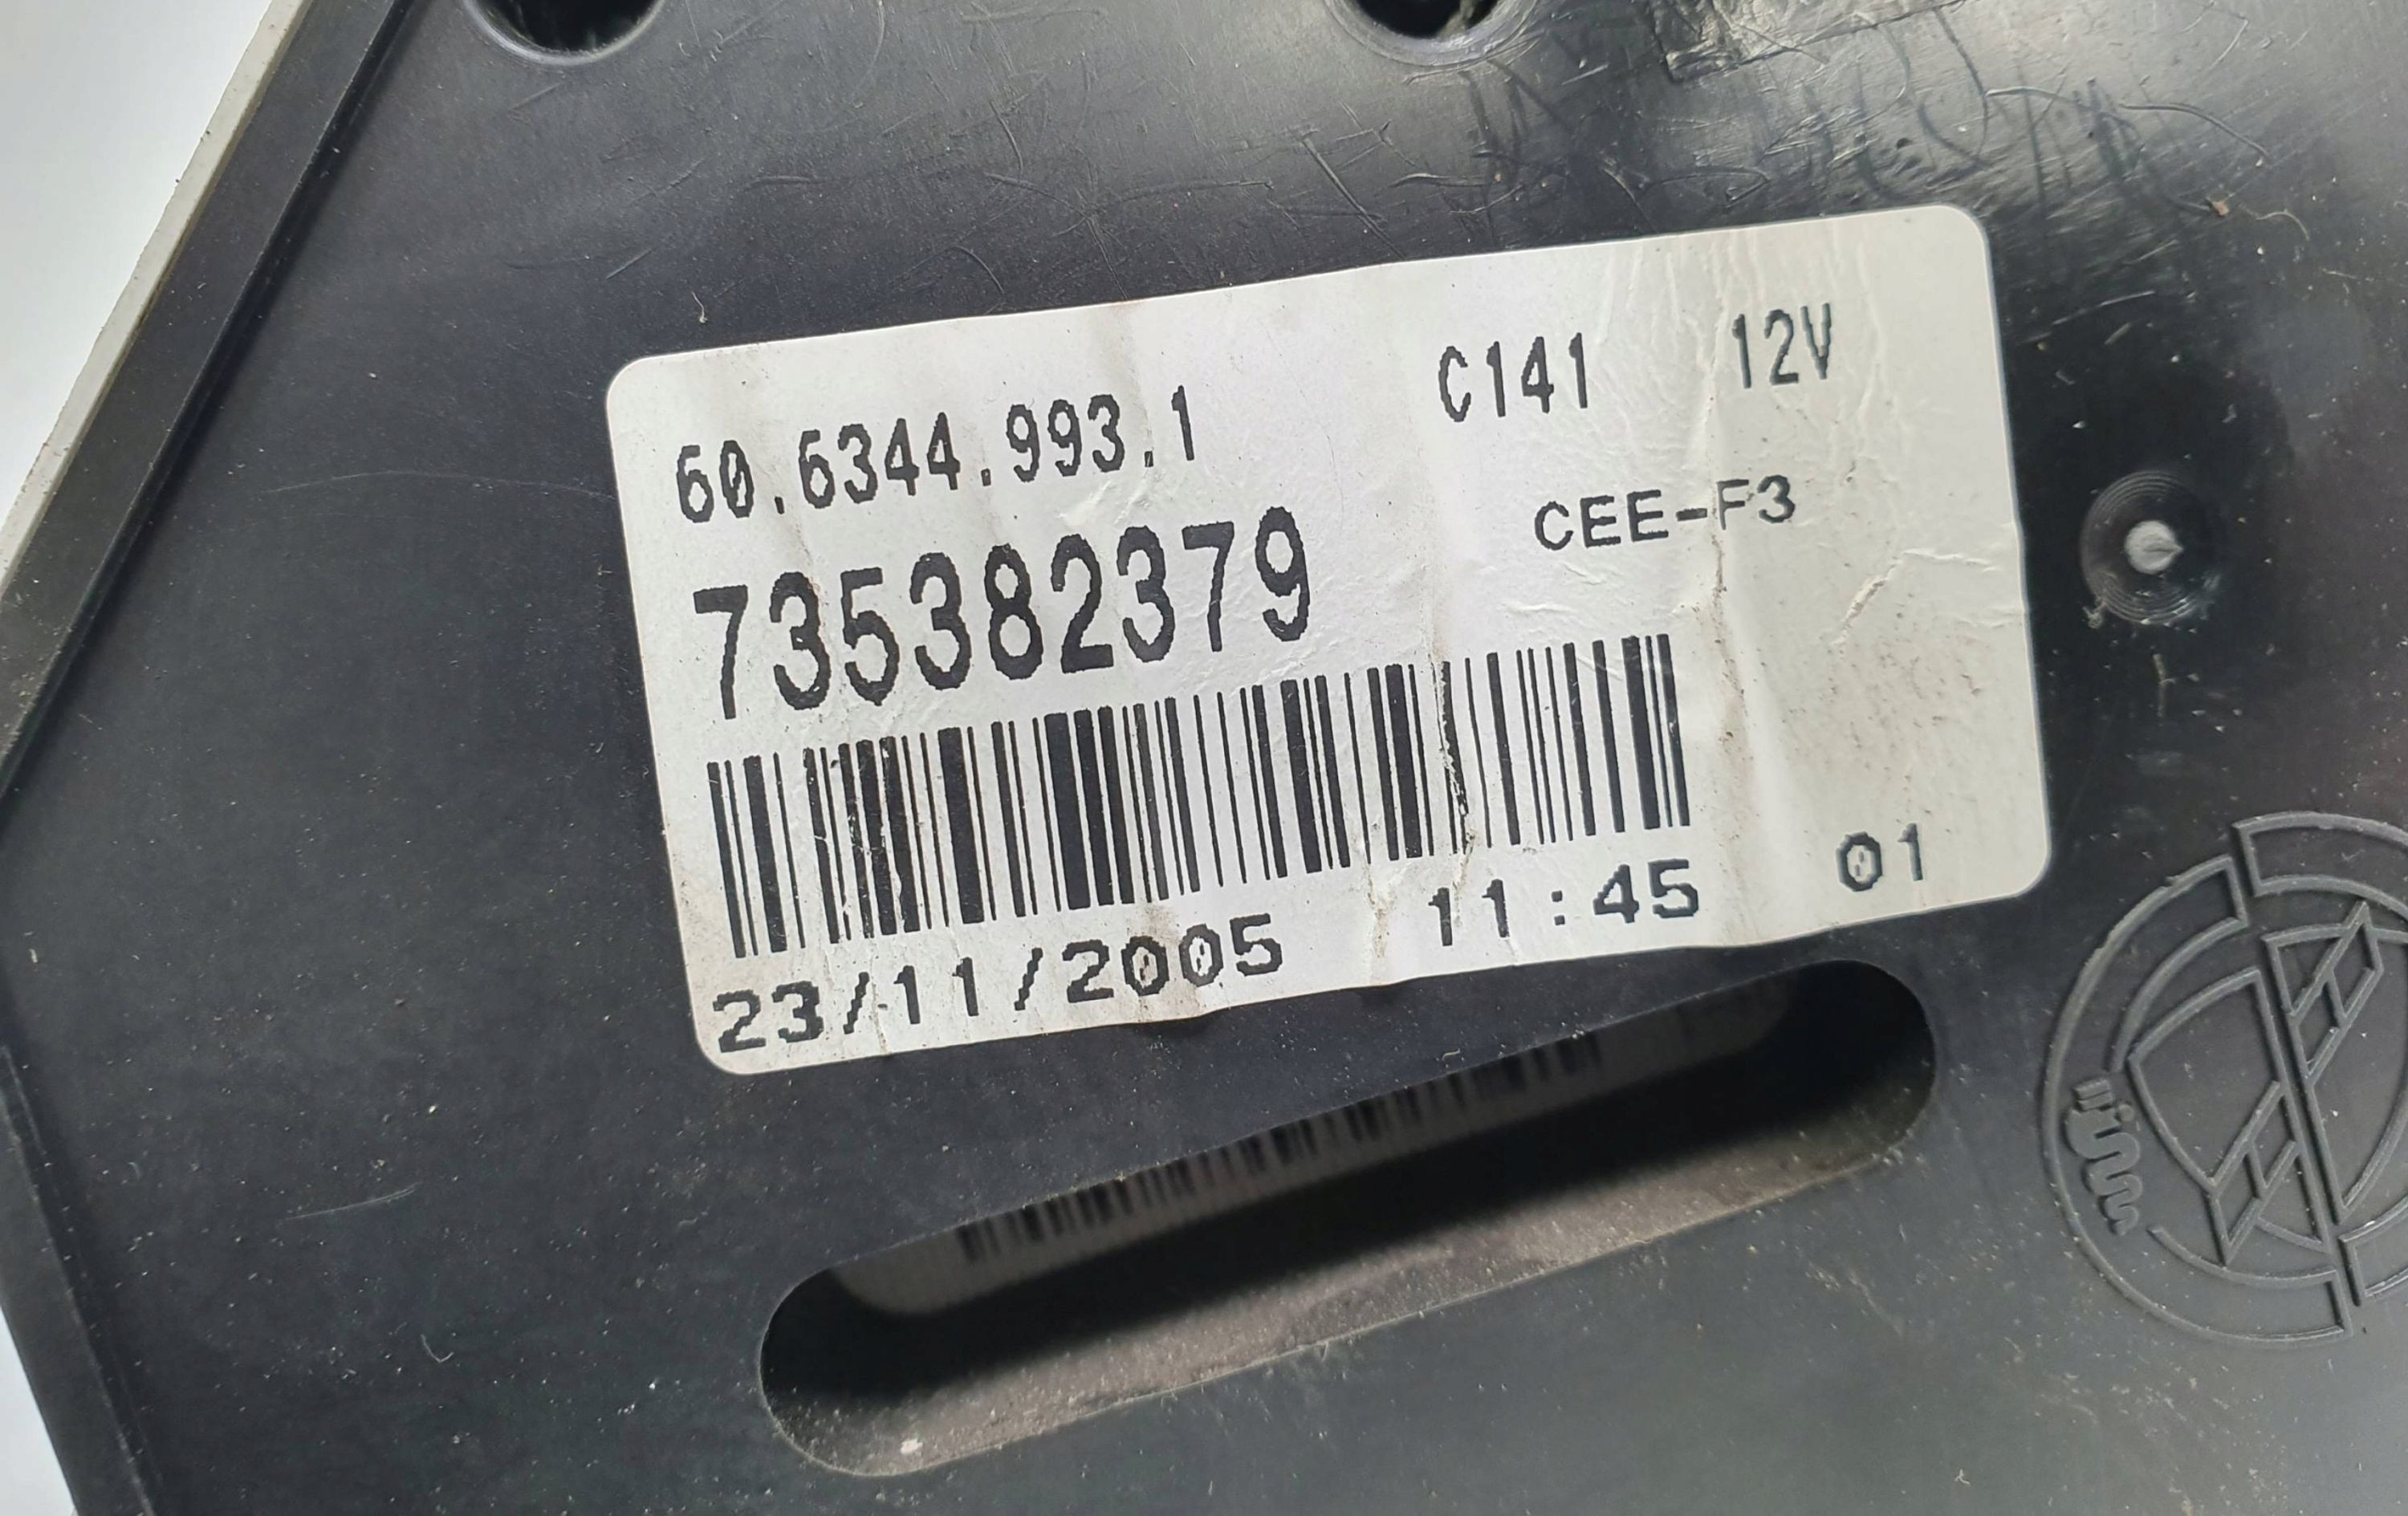 60.6344.993.1 C141 12V
735382379 CEE-F3
23/11/2005 11:45 01